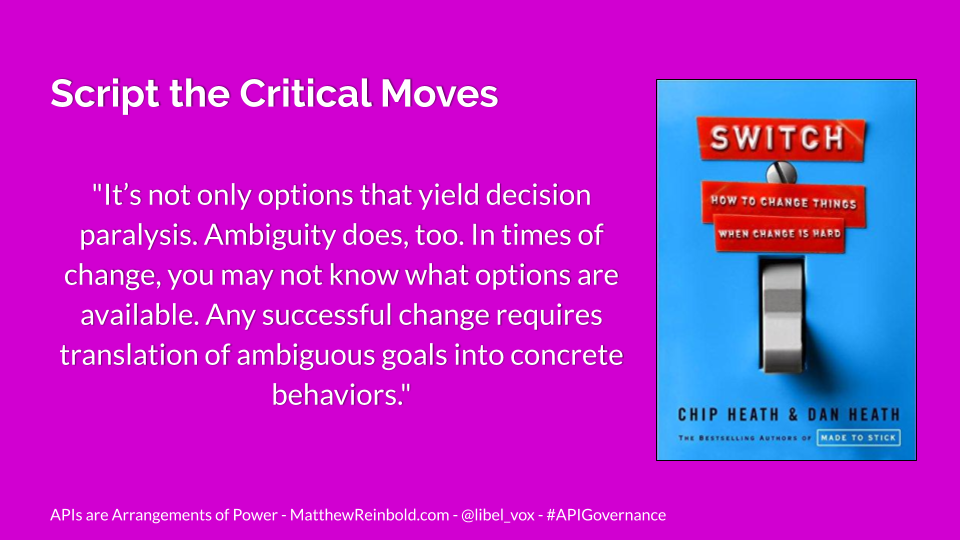 Script the Critical Moves
"It’s not only options that yield decision
paralysis. Ambiguity does, too. In times of
change, you may not know what options are
available. Any successful change requires
translation of ambiguous goals into concrete
behaviors."
SWITCH
HOW TO CHANGE THINGS
WHEN CHANGE IS HARD
CHIP HEATH & DAN HEATH
THE BESTSELLING AUTHORS OF MADE TO STICK
APIs are Arrangements of Power - MatthewReinbold.com - @libel_vox - #APIGovernance